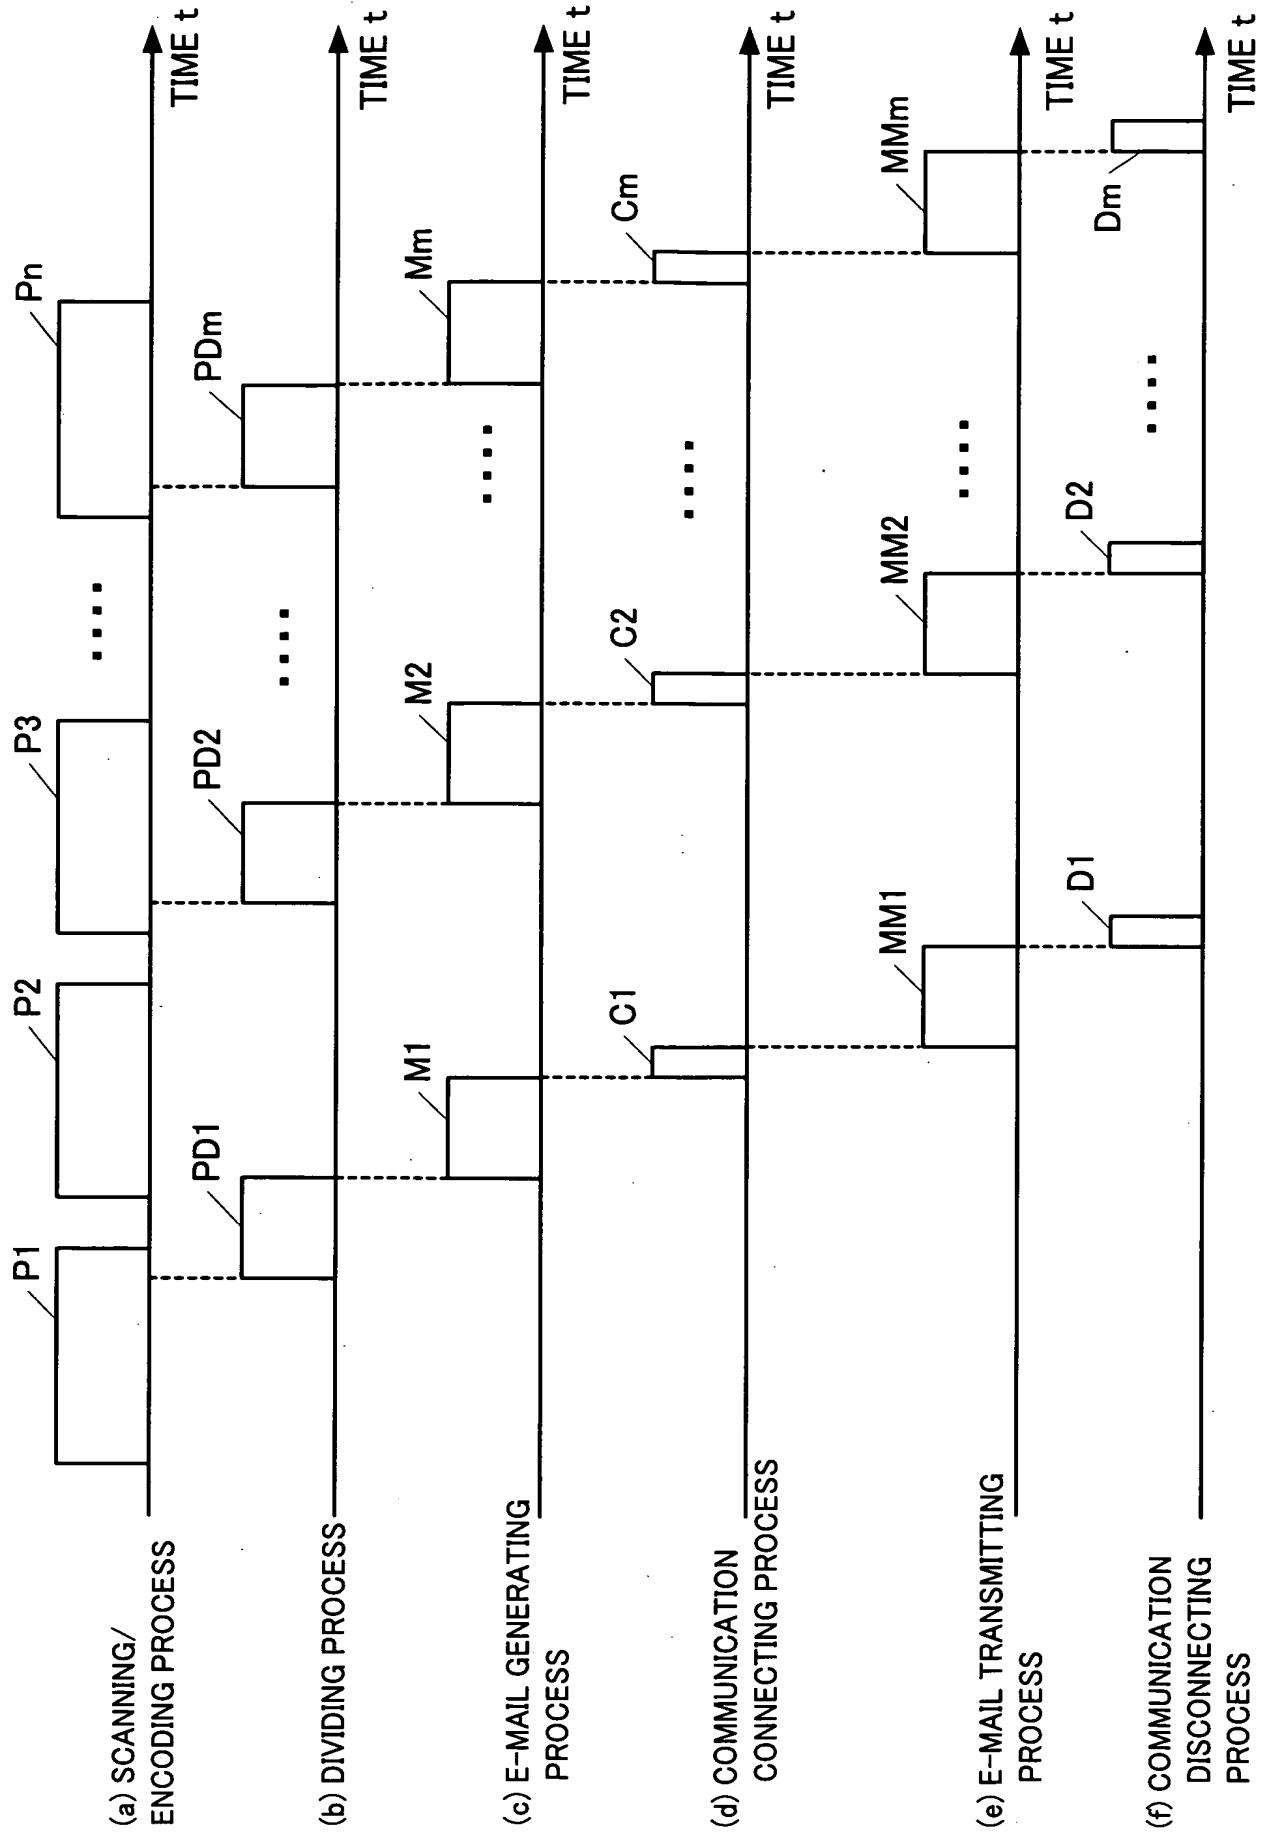 (a) SCANNING/
ENCODING PROCESS
P1
P2
P3
Pn
TIME t
(b) DIVIDING PROCESS
PD1
PD2
PDm
TIME t
(c) E-MAIL GENERATING
PROCESS
M1
M2
Mm
TIME t
(d) COMMUNICATION
CONNECTING PROCESS
C1
C2
Cm
TIME t
(e) E-MAIL TRANSMITTING
PROCESS
MM1
MM2
MMm
TIME t
(f) COMMUNICATION
DISCONNECTING
PROCESS
D1
D2
Dm
TIME t